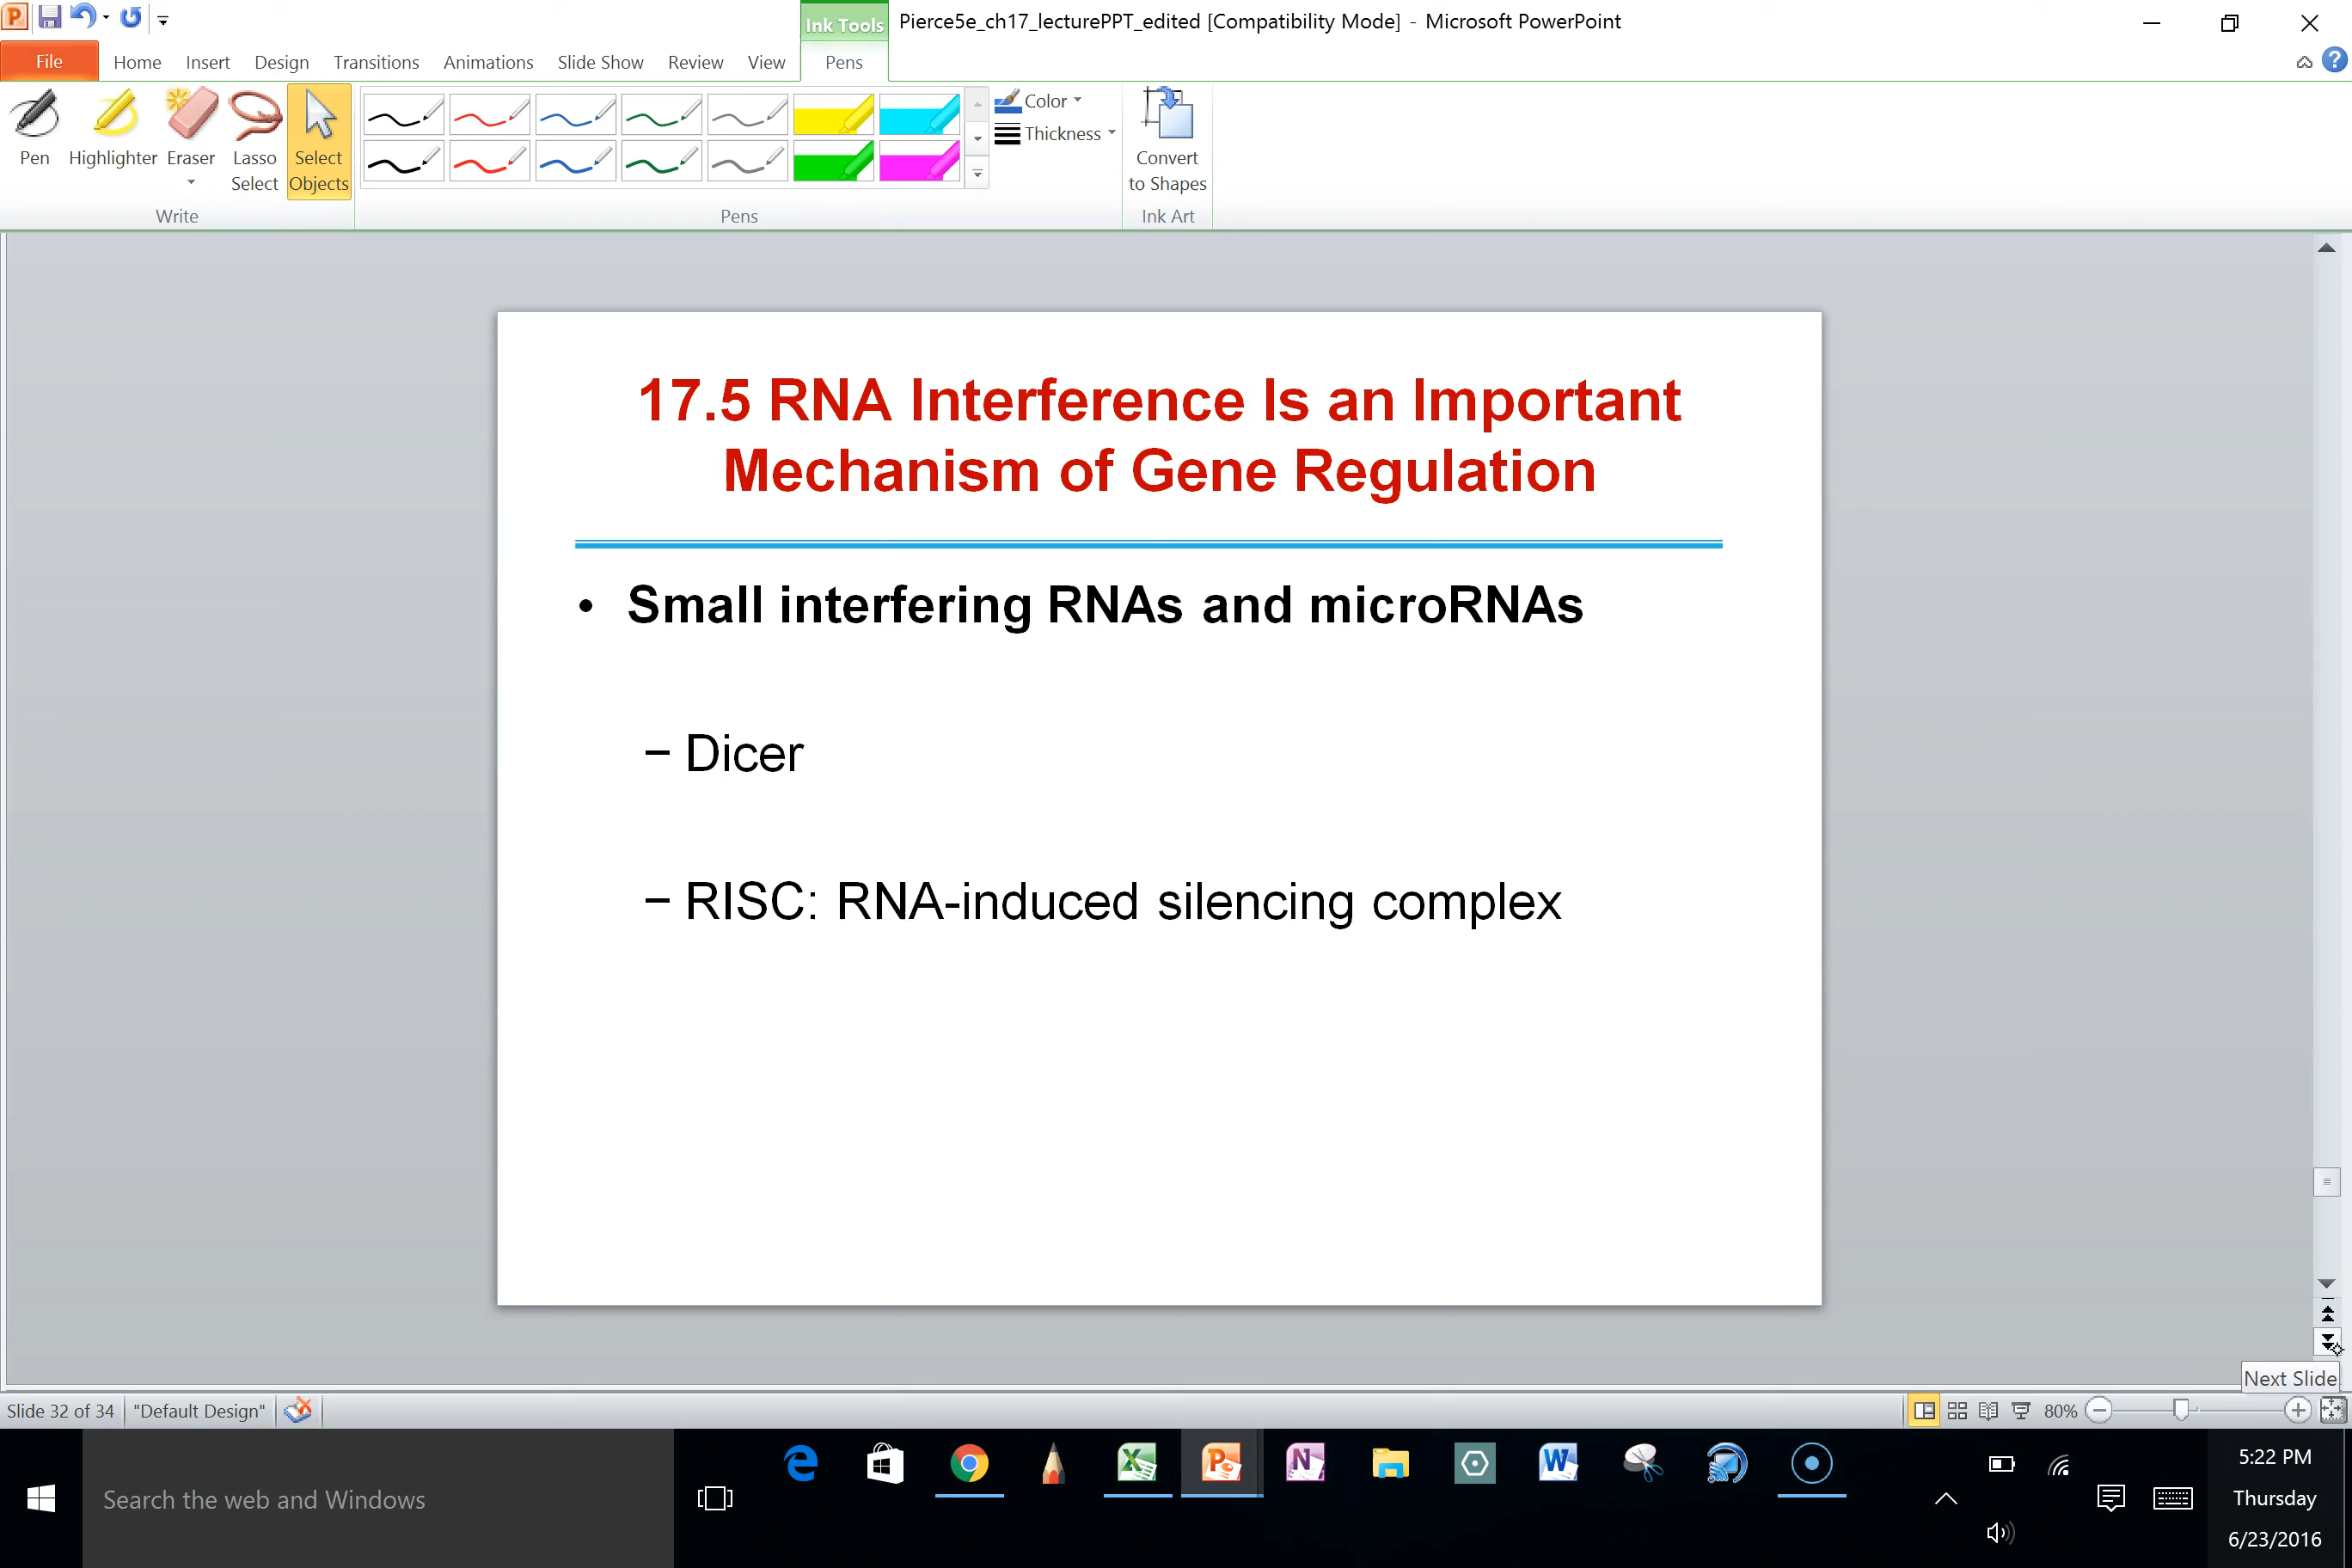 Ink Tools
Pierce5e_ch17_lecturePPT_edited [Compatibility Mode] - Microsoft PowerPoint
File Home Insert Design Transitions Animations Slide Show Review View Pens
Pen Highlighter Eraser Lasso Select Select Objects
Color
Thickness
Convert to Shapes
Write Pens Ink Art
17.5 RNA Interference Is an Important
Mechanism of Gene Regulation
• Small interfering RNAs and microRNAs
– Dicer
– RISC: RNA-induced silencing complex
Next Slide
Slide 32 of 34 "Default Design" 80%
Search the web and Windows
5:22 PM
Thursday
6/23/2016